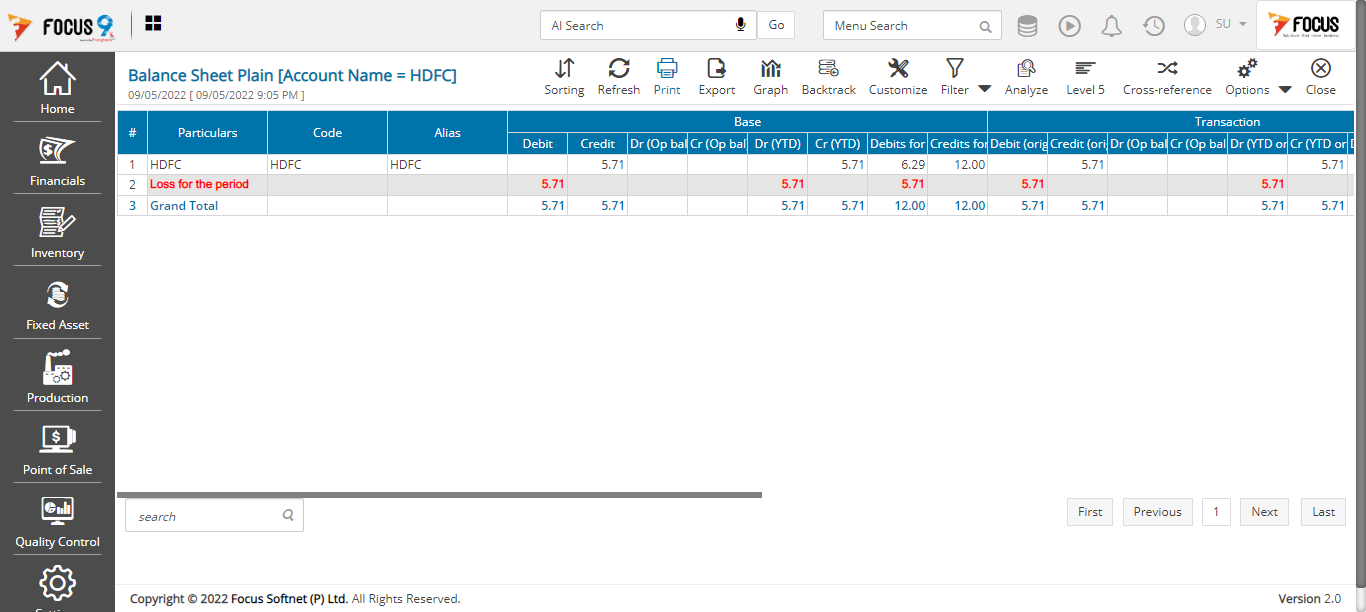 FOCUS 9 AI Search Go Menu Search SU FOCUS
Home
Financials
Inventory
Fixed Asset
Production
Point of Sale
Quality Control
Balance Sheet Plain [Account Name = HDFC]
09/05/2022 [ 09/05/2022 9:05 PM ]
Sorting Refresh Print Export Graph Backtrack Customize Filter Analyze Level 5 Cross-reference Options Close
# Particulars Code Alias Base Transaction
Debit Credit Dr (Op bal Cr (Op bal Dr (YTD) Cr (YTD) Debits for Credits for Debit (orig Credit (ori Dr (Op bal Cr (Op bal Dr (YTD or Cr (YTD or
1 HDFC HDFC HDFC 5.71 5.71 6.29 12.00 5.71 5.71
2 Loss for the period 5.71 5.71 5.71 5.71 5.71
3 Grand Total 5.71 5.71 5.71 5.71 12.00 12.00 5.71 5.71 5.71 5.71
search First Previous 1 Next Last
Copyright © 2022 Focus Softnet (P) Ltd. All Rights Reserved. Version 2.0